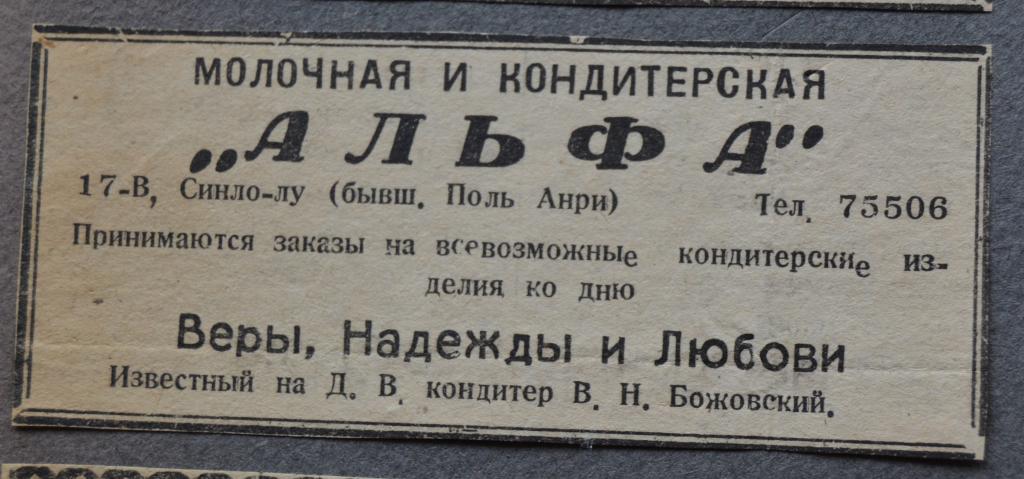 МОЛОЧНАЯ И КОНДИТЕРСКАЯ
„АЛЬФА”
17-В, Синло-лу (бывш. Поль Анри) Тел. 75506
Принимаются заказы на всевозможные кондитерские из-
делия ко дню
Веры, Надежды и Любови
Известный на Д. В. кондитер В. Н. Божовский.